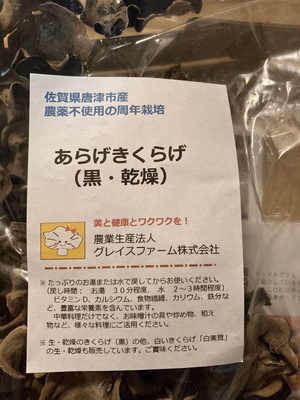 佐賀県唐津市産
農薬不使用の周年栽培
あらげきくらげ
（黒・乾燥）
美と健康とワクワクを！
農業生産法人
グレイスファーム株式会社
※たっぷりのお湯または水で戻してからお使いください。
（戻し時間： お湯 ３０分程度、 水 ２～３時間程度）
ビタミンＤ、カルシウム、食物繊維、カリウム、鉄分な
ど、豊富な栄養素を含んでいます。
中華料理だけでなく、お味噌汁の具や炒め物、和え
物など、様々な料理にご活用ください。
※生・乾燥のきくらげ（黒）の他、白いきくらげ「白美茸」
の生・乾燥も販売しています。ご賞味ください。